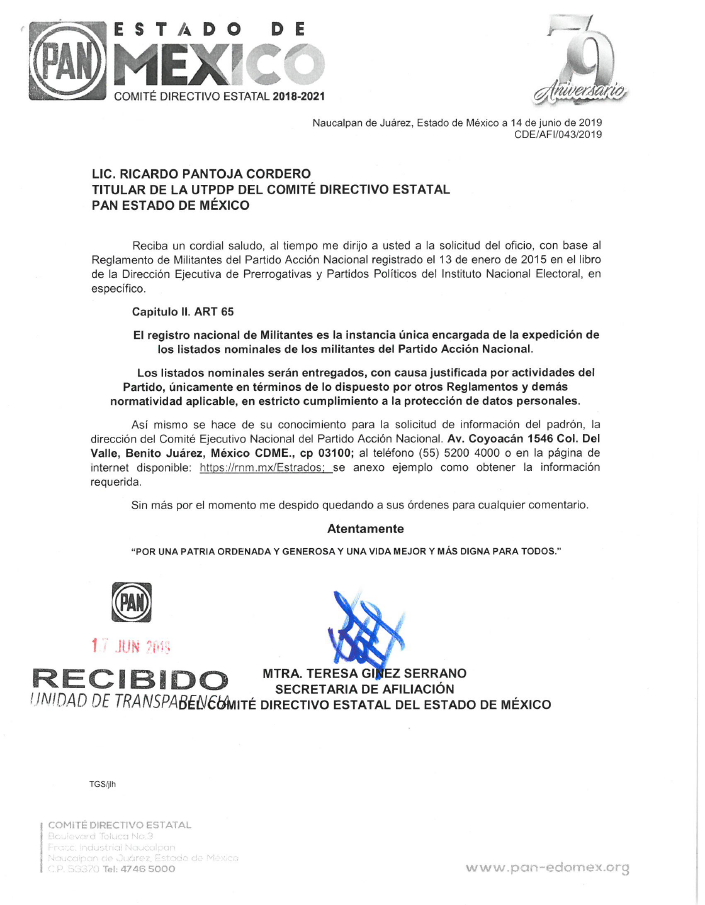 PAN
ESTADO DE
MEXICO
COMITÉ DIRECTIVO ESTATAL 2018-2021
79
Aniversario
Naucalpan de Juárez, Estado de México a 14 de junio de 2019
CDE/AFI/043/2019
LIC. RICARDO PANTOJA CORDERO
TITULAR DE LA UTPDP DEL COMITÉ DIRECTIVO ESTATAL
PAN ESTADO DE MÉXICO
Reciba un cordial saludo, al tiempo me dirijo a usted a la solicitud del oficio, con base al
Reglamento de Militantes del Partido Acción Nacional registrado el 13 de enero de 2015 en el libro
de la Dirección Ejecutiva de Prerrogativas y Partidos Políticos del Instituto Nacional Electoral, en
específico.
Capitulo II. ART 65
El registro nacional de Militantes es la instancia única encargada de la expedición de
los listados nominales de los militantes del Partido Acción Nacional.
Los listados nominales serán entregados, con causa justificada por actividades del
Partido, únicamente en términos de lo dispuesto por otros Reglamentos y demás
normatividad aplicable, en estricto cumplimiento a la protección de datos personales.
Así mismo se hace de su conocimiento para la solicitud de información del padrón, la
dirección del Comité Ejecutivo Nacional del Partido Acción Nacional. Av. Coyoacán 1546 Col. Del
Valle, Benito Juárez, México CDME., cp 03100; al teléfono (55) 5200 4000 o en la página de
internet disponible: https://rnm.mx/Estrados; se anexo ejemplo como obtener la información
requerida.
Sin más por el momento me despido quedando a sus órdenes para cualquier comentario.
Atentamente
"POR UNA PATRIA ORDENADA Y GENEROSA Y UNA VIDA MEJOR Y MÁS DIGNA PARA TODOS."
PAN
17 JUN 2019
RECIBIDO
UNIDAD DE TRANSPARENCIA
MTRA. TERESA GINEZ SERRANO
SECRETARIA DE AFILIACIÓN
COMITÉ DIRECTIVO ESTATAL DEL ESTADO DE MÉXICO
TGS/jlh
COMITÉ DIRECTIVO ESTATAL
Boulevard Toluca No.3
Fracc. Industrial Naucalpan
Naucalpan de Juárez, Estado de México
C.P. 53370 Tel: 4746 5000
www.pan-edomex.org